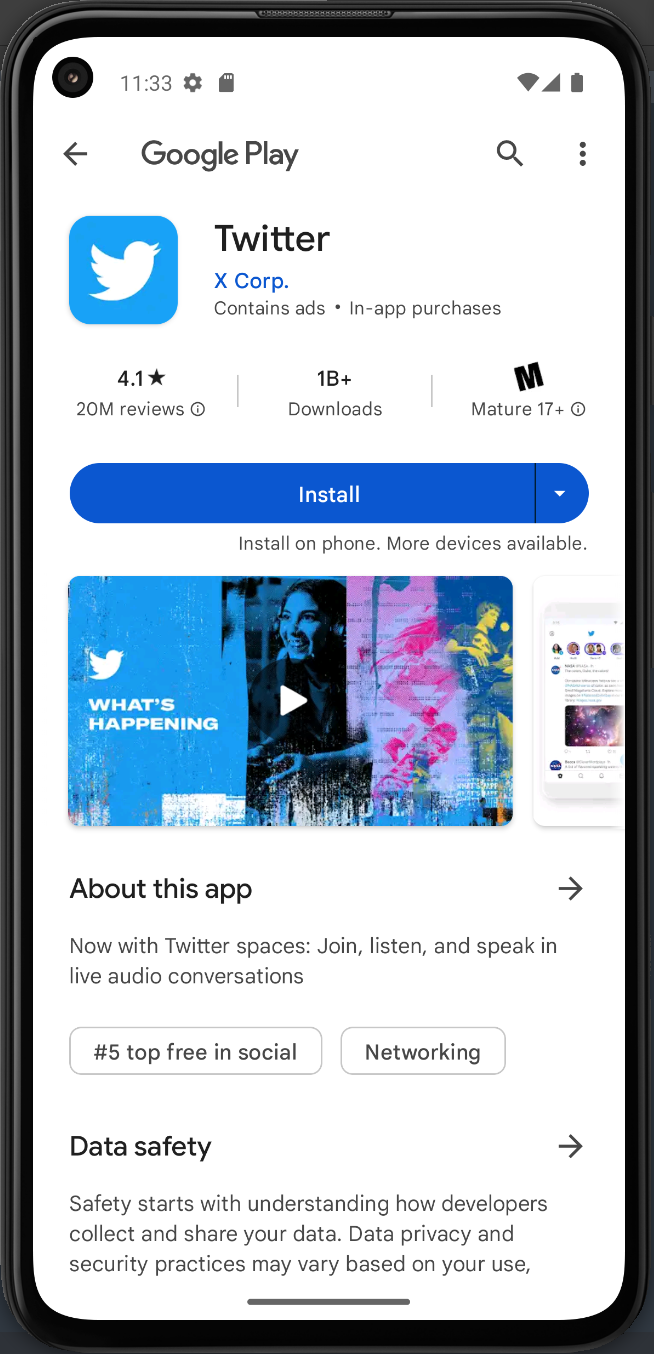 11:33
Google Play
Twitter
X Corp.
Contains ads • In-app purchases
4.1★
20M reviews
1B+
Downloads
M
Mature 17+
Install
Install on phone. More devices available.
WHAT'S
HAPPENING
About this app
Now with Twitter spaces: Join, listen, and speak in
live audio conversations
#5 top free in social
Networking
Data safety
Safety starts with understanding how developers
collect and share your data. Data privacy and
security practices may vary based on your use,